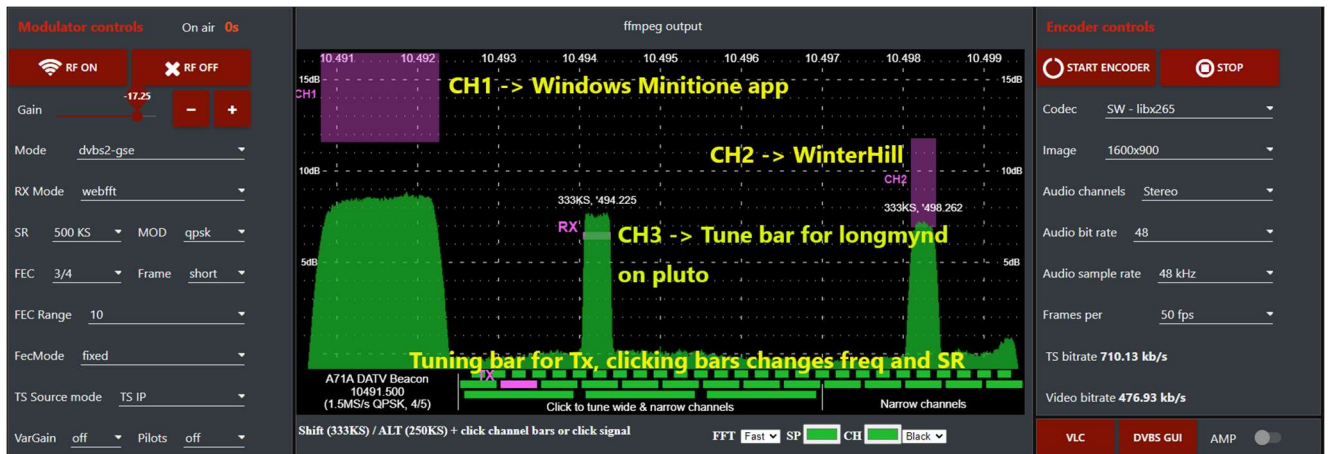 Modulator controls On air 0s
RF ON RF OFF
Gain -17.25 - +
Mode dvbs2-gse
RX Mode webfft
SR 500 KS MOD qpsk
FEC 3/4 Frame short
FEC Range 10
FecMode fixed
TS Source mode TS IP
VarGain off Pilots off
ffmpeg output
10.491 10.492 10.493 10.494 10.495 10.496 10.497 10.498 10.499
15dB 15dB
CH1
CH1 -> Windows Minitione app
CH2 -> WinterHill
10dB 10dB
CH2
333KS, '494.225
333KS, '498.262
RX
CH3 -> Tune bar for longmynd
on pluto
5dB 5dB
Tuning bar for Tx, clicking bars changes freq and SR
TX
A71A DATV Beacon
10491.500
(1.5MS/s QPSK, 4/5)
Click to tune wide & narrow channels
Narrow channels
Shift (333KS) / ALT (250KS) + click channel bars or click signal
FFT Fast SP CH Black
Encoder controls
START ENCODER STOP
Codec SW - libx265
Image 1600x900
Audio channels Stereo
Audio bit rate 48
Audio sample rate 48 kHz
Frames per 50 fps
TS bitrate 710.13 kb/s
Video bitrate 476.93 kb/s
VLC DVBS GUI AMP